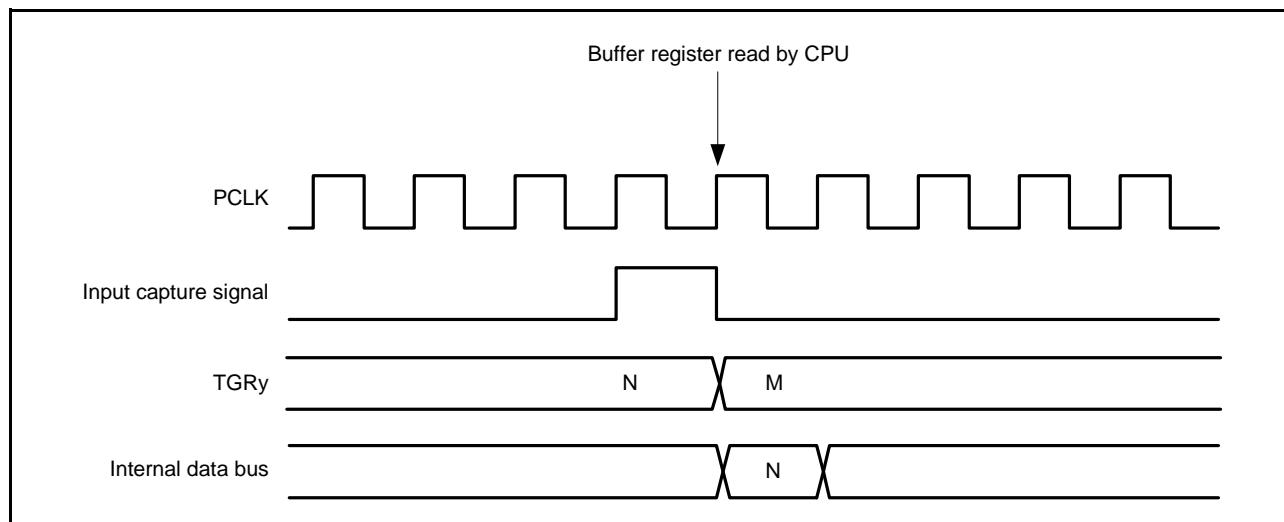 Buffer register read by CPU
PCLK
Input capture signal
TGRy
N
M
Internal data bus
N